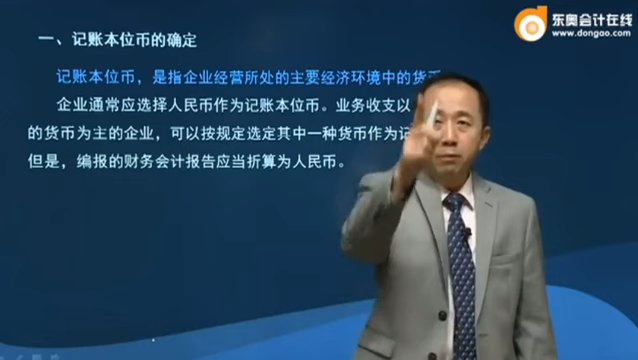 东奥会计在线
www.dongao.com
一、记账本位币的确定
记账本位币，是指企业经营所处的主要经济环境中的货币
企业通常应选择人民币作为记账本位币。业务收支以
的货币为主的企业，可以按规定选定其中一种货币作为记
但是，编报的财务会计报告应当折算为人民币。